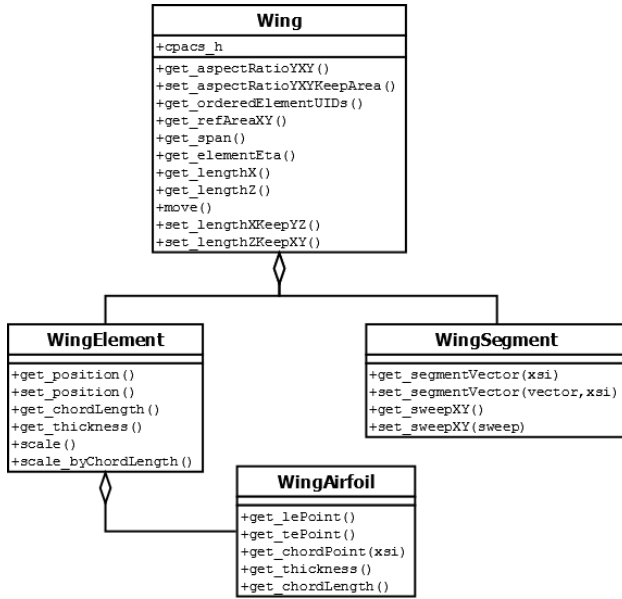 Wing
+cpacs_h
+get_aspectRatioYXY()
+set_aspectRatioYXYKeepArea()
+get_orderedElementUIDs()
+get_refAreaXY()
+get_span()
+get_elementEta()
+get_lengthX()
+get_lengthZ()
+move()
+set_lengthXKeepYZ()
+set_lengthZKeepXY()
WingElement
+get_position()
+set_position()
+get_chordLength()
+get_thickness()
+scale()
+scale_byChordLength()
WingSegment
+get_segmentVector(xsi)
+set_segmentVector(vector,xsi)
+get_sweepXY()
+set_sweepXY(sweep)
WingAirfoil
+get_lePoint()
+get_tePoint()
+get_chordPoint(xsi)
+get_thickness()
+get_chordLength()